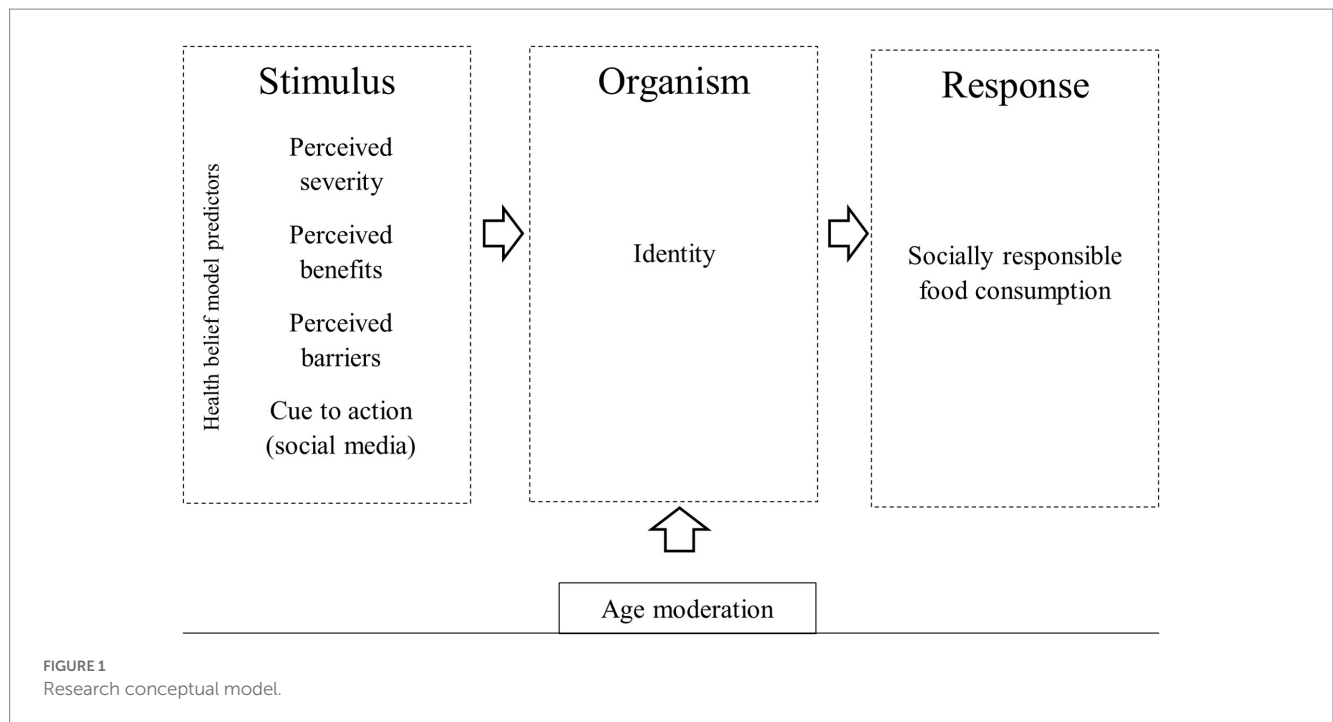 Stimulus
Health belief model predictors
Perceived
severity
Perceived
benefits
Perceived
barriers
Cue to action
(social media)
Organism
Identity
Response
Socially responsible
food consumption
Age moderation
FIGURE 1
Research conceptual model.